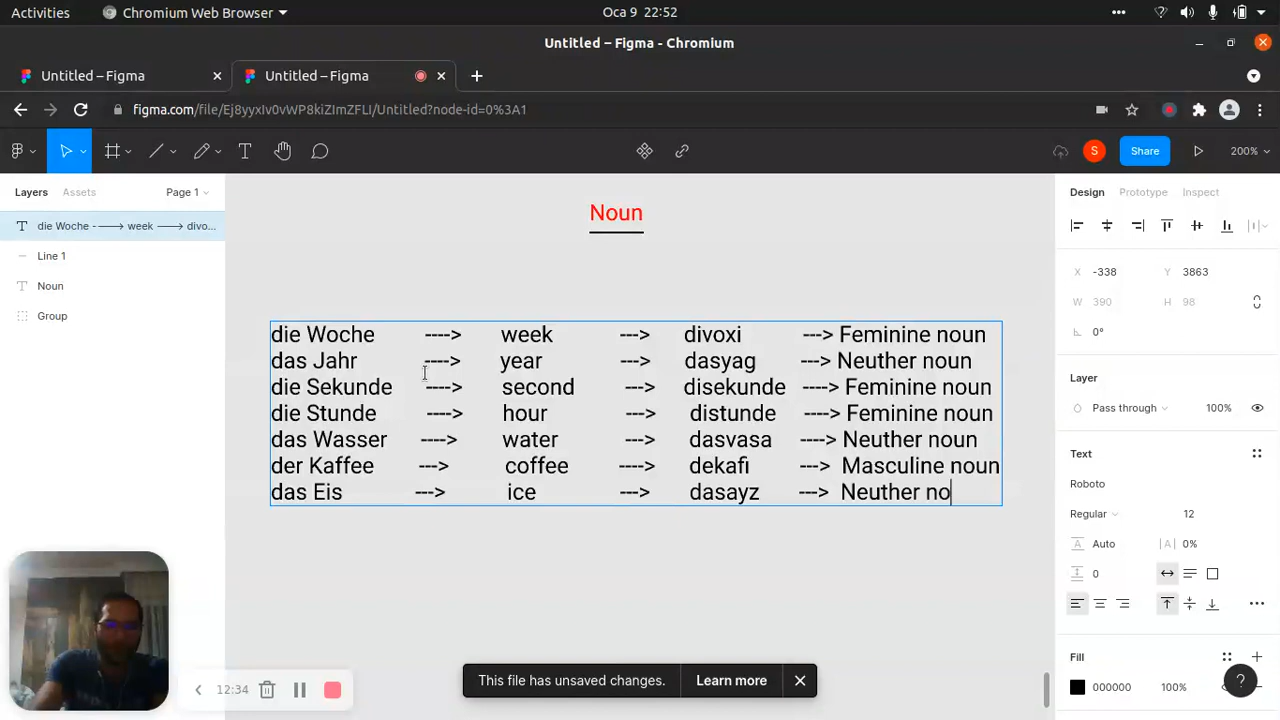 Activities Chromium Web Browser Oca 9 22:52
Untitled – Figma - Chromium
Untitled – Figma Untitled – Figma
figma.com/file/Ej8yyxIv0vWP8kiZImZFLI/Untitled?node-id=0%3A1
S Share 200%
Layers Assets Page 1
Design Prototype Inspect
die Woche ----> week ---> divo...
Line 1
Noun
Group
Noun
die Woche ----> week ---> divoxi ---> Feminine noun
das Jahr ----> year ---> dasyag ---> Neuther noun
die Sekunde ----> second ---> disekunde ----> Feminine noun
die Stunde ----> hour ---> distunde ----> Feminine noun
das Wasser ----> water ---> dasvasa ----> Neuther noun
der Kaffee ---> coffee ----> dekafi ---> Masculine noun
das Eis ---> ice ---> dasayz ---> Neuther no
X -338 Y 3863
W 390 H 98
0°
Layer
Pass through 100%
Text
Roboto
Regular 12
A Auto |A| 0%
0
Fill
000000 100%
?
12:34
This file has unsaved changes. Learn more